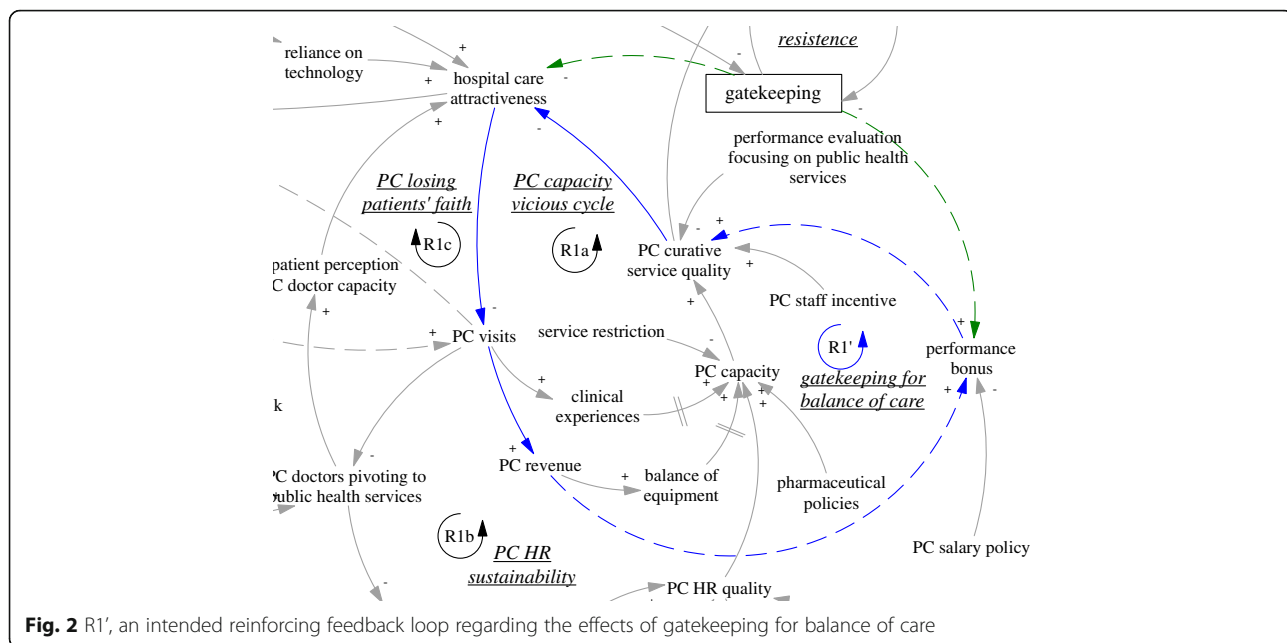 resistence
reliance on
technology
+
+
-
-
hospital care
attractiveness
gatekeeping
+
-
-
performance evaluation
focusing on public health
services
PC losing
patients' faith
PC capacity
vicious cycle
R1c
R1a
-
+
PC curative
service quality
+
patient perception
C doctor capacity
+
+
PC staff incentive
-
+
PC visits
service restriction
-
R1'
+
performance
bonus
PC capacity
gatekeeping for
balance of care
+
+
+
+
+
-
+
clinical
experiences
k
-
+
PC revenue
+
balance of
equipment
pharmaceutical
policies
PC doctors pivoting to
public health services
R1b
PC HR
sustainability
PC salary policy
-
+
PC HR quality
Fig. 2 R1', an intended reinforcing feedback loop regarding the effects of gatekeeping for balance of care